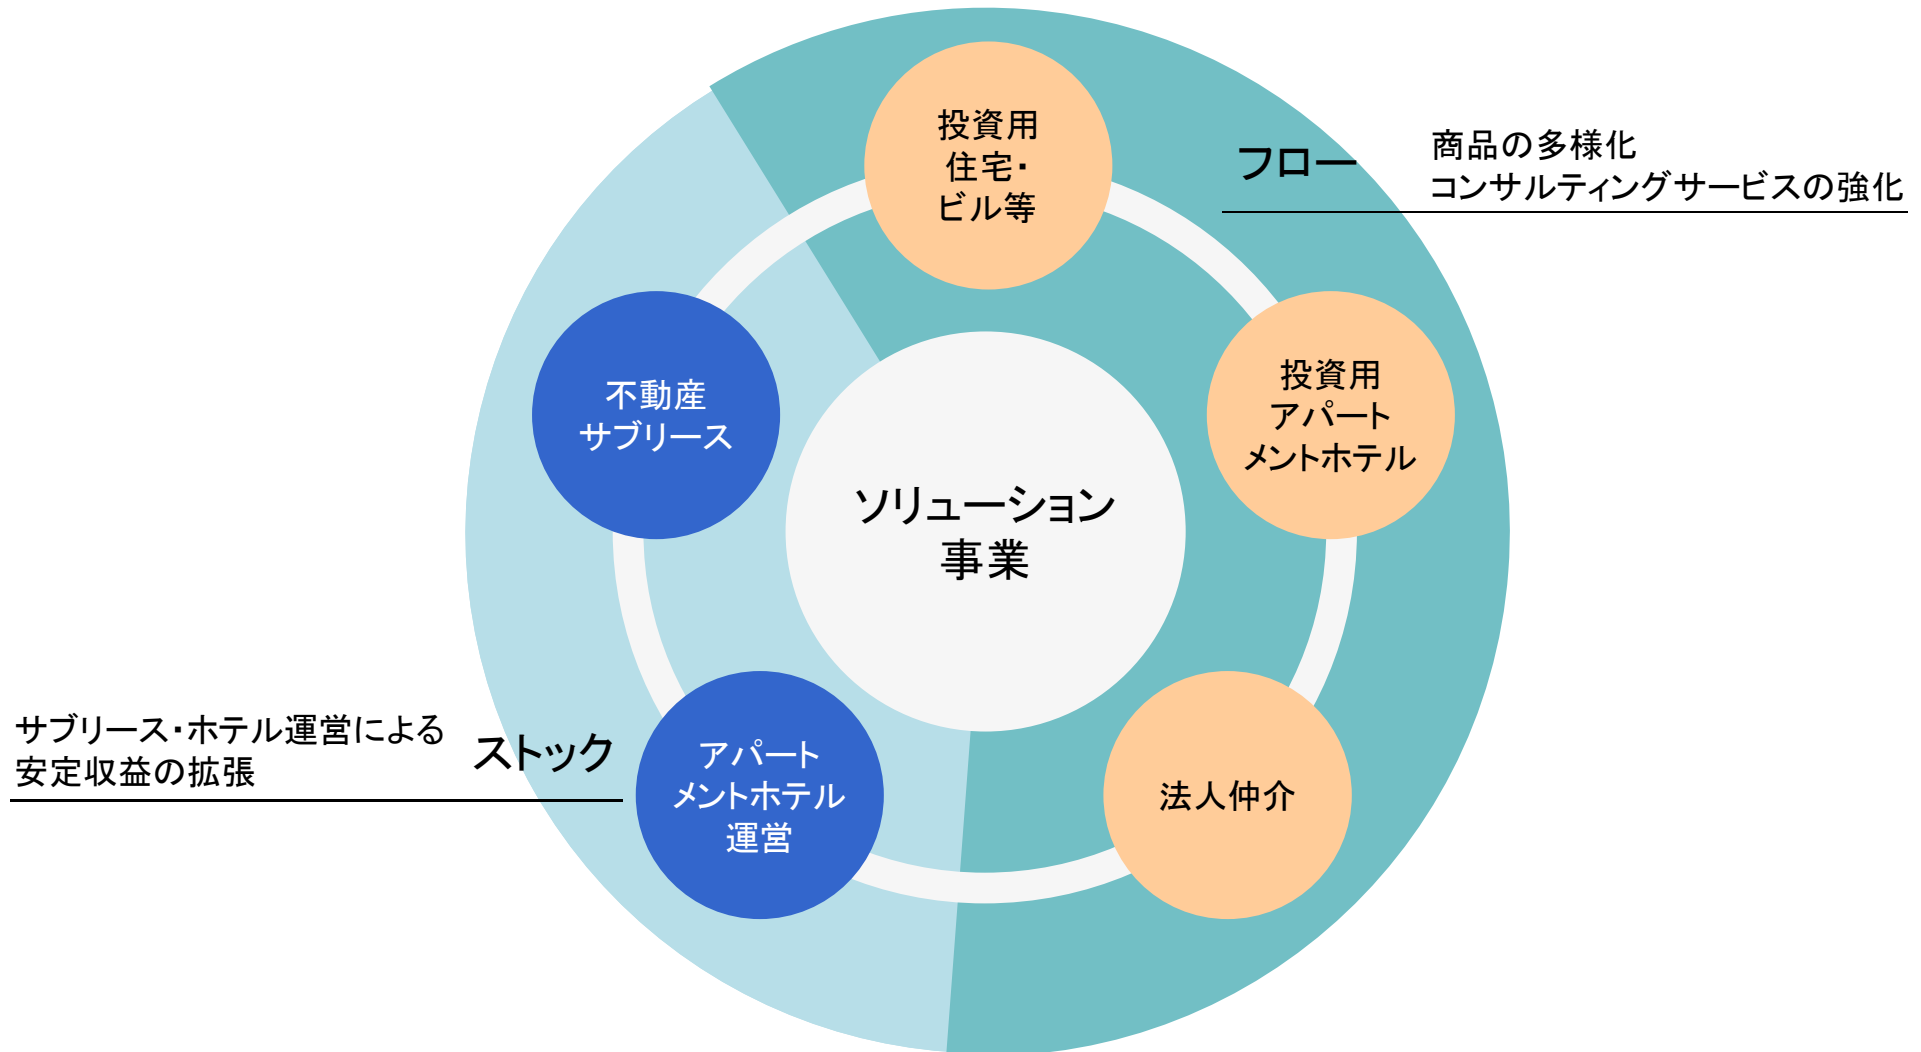 投資用
住宅・
ビル等
フロー
商品の多様化
コンサルティングサービスの強化
投資用
アパート
メントホテル
不動産
サブリース
ソリューション
事業
サブリース・ホテル運営による
安定収益の拡張
ストック
アパート
メントホテル
運営
法人仲介